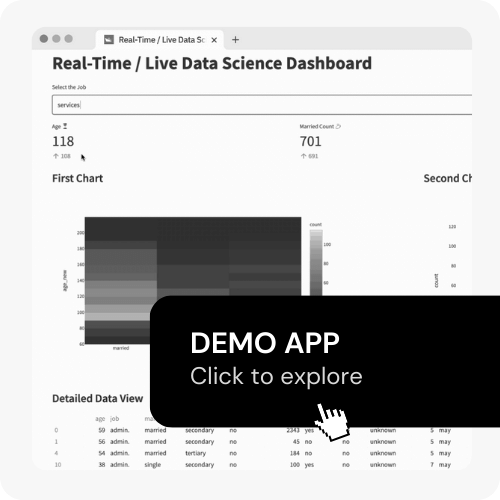 Real-Time / Live Data Sc
Real-Time / Live Data Science Dashboard
Select the Job
services
Age
Married Count
118
701
108
691
First Chart
Second Ch
count
200
180
160
140
120
100
80
60
age_new
married
100
80
60
120
100
80
60
count
DEMO APP
Click to explore
Detailed Data View
age job ma
0 59 admin. married secondary no 2343 yes no unknown 5 may
1 56 admin. married secondary no 45 no no unknown 5 may
4 54 admin. married tertiary no 184 no no unknown 5 may
10 38 admin. single secondary no 100 yes no unknown 7 may